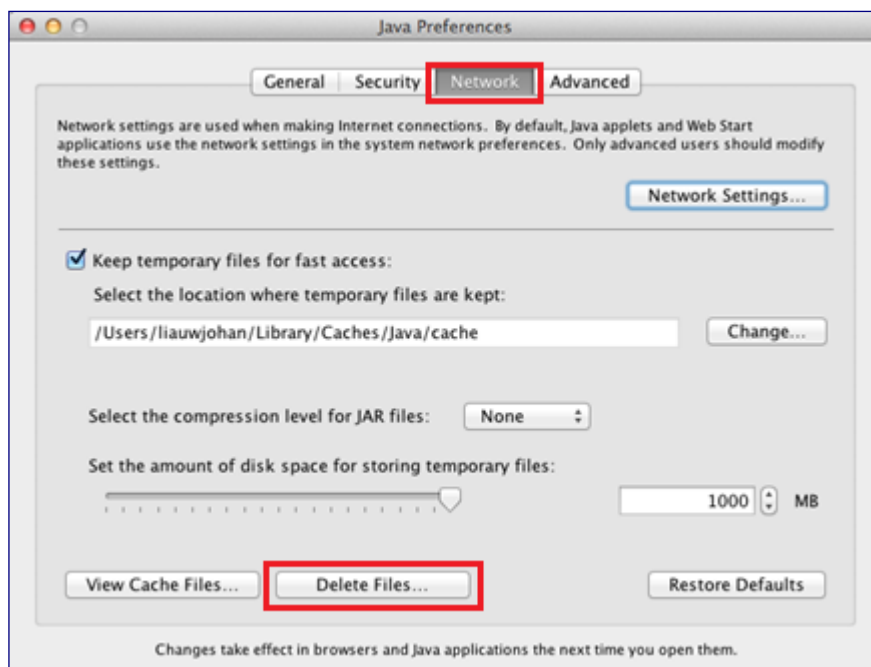 Java Preferences
General Security Network Advanced
Network settings are used when making Internet connections. By default, Java applets and Web Start
applications use the network settings in the system network preferences. Only advanced users should modify
these settings.
Network Settings...
Keep temporary files for fast access:
Select the location where temporary files are kept:
/Users/liauwjohan/Library/Caches/Java/cache Change...
Select the compression level for JAR files: None
Set the amount of disk space for storing temporary files:
1000 MB
View Cache Files... Delete Files... Restore Defaults
Changes take effect in browsers and Java applications the next time you open them.